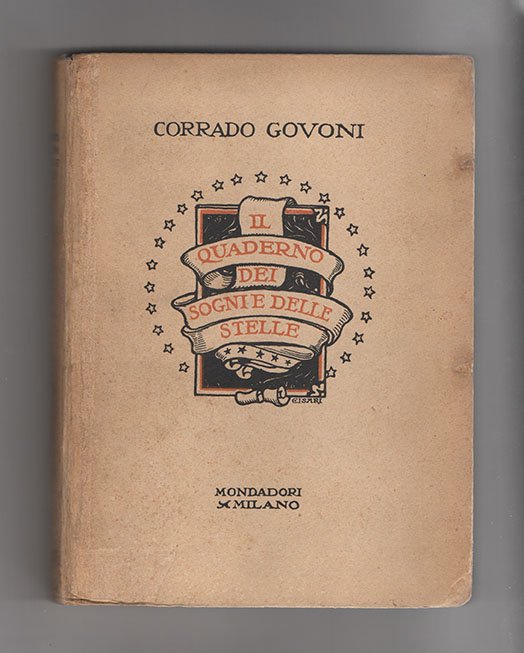 CORRADO GOVONI
IL
QUADERNO
DEI
SOGNI E DELLE
STELLE
CISARI
MONDADORI
MILANO